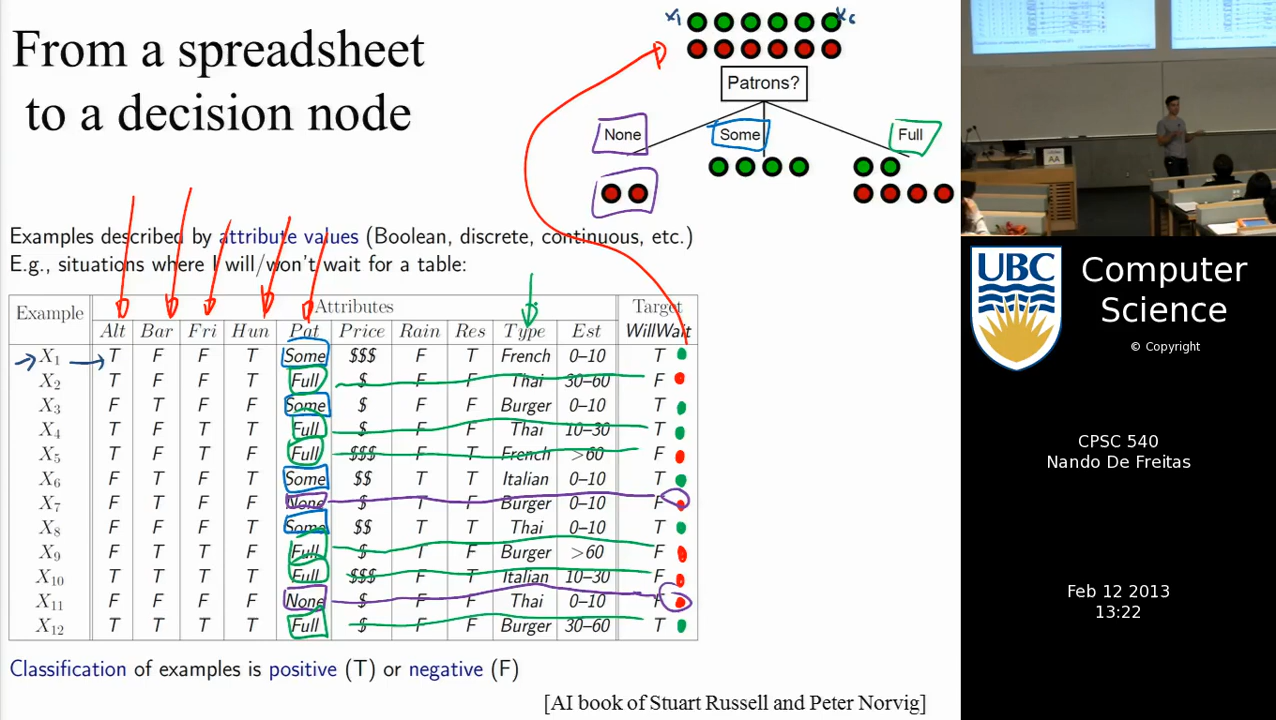 From a spreadsheet
to a decision node
x1 x6
Patrons?
None Some Full
Examples described by attribute values (Boolean, discrete, continuous, etc.)
E.g., situations where I will/won't wait for a table:
Example Attributes Target
Alt Bar Fri Hun Pat Price Rain Res Type Est WillWait
X1 T F F T Some $$$ F T French 0–10 T
X2 T F F T Full $ F F Thai 30–60 F
X3 F T F F Some $ F F Burger 0–10 T
X4 T F T T Full $ F F Thai 10–30 T
X5 T F T F Full $$$ F T French >60 F
X6 F T F T Some $$ T T Italian 0–10 T
X7 F T F F None $ T F Burger 0–10 F
X8 F F F T Some $$ T T Thai 0–10 T
X9 F T T F Full $ T F Burger >60 F
X10 T T T T Full $$$ F T Italian 10–30 F
X11 F F F F None $ F F Thai 0–10 F
X12 T T T T Full $ F F Burger 30–60 T
Classification of examples is positive (T) or negative (F)
[AI book of Stuart Russell and Peter Norvig]
AA
UBC
Computer
Science
© Copyright
CPSC 540
Nando De Freitas
Feb 12 2013
13:22